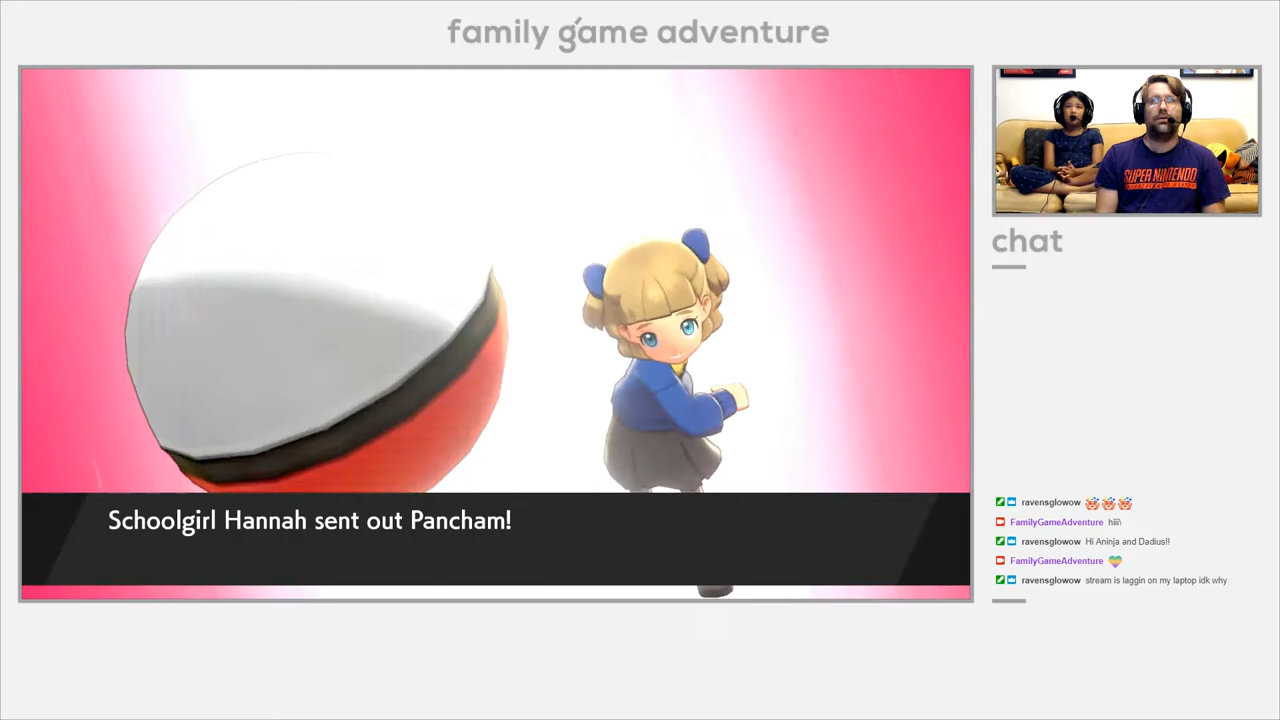 family game adventure
SUPER NINTENDO
chat
ravensglowow
FamilyGameAdventure hiii\
ravensglowow Hi Aninja and Dadius!!
FamilyGameAdventure
ravensglowow stream is laggin on my laptop idk why
Schoolgirl Hannah sent out Pancham!